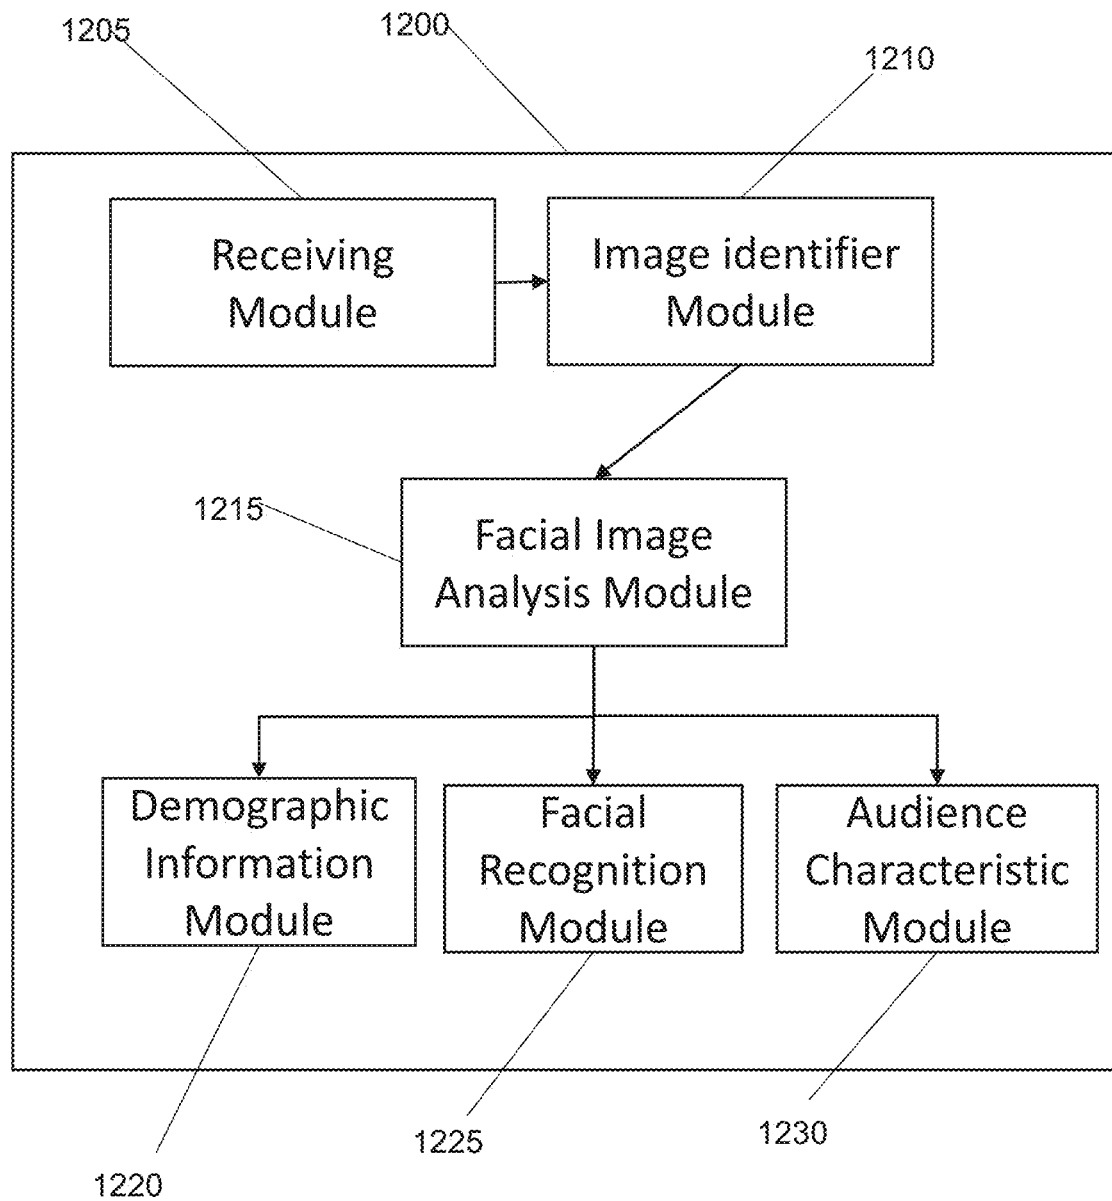 1205
1200
1210
Receiving
Module
Image identifier
Module
1215
Facial Image
Analysis Module
Demographic
Information
Module
Facial
Recognition
Module
Audience
Characteristic
Module
1220
1225
1230